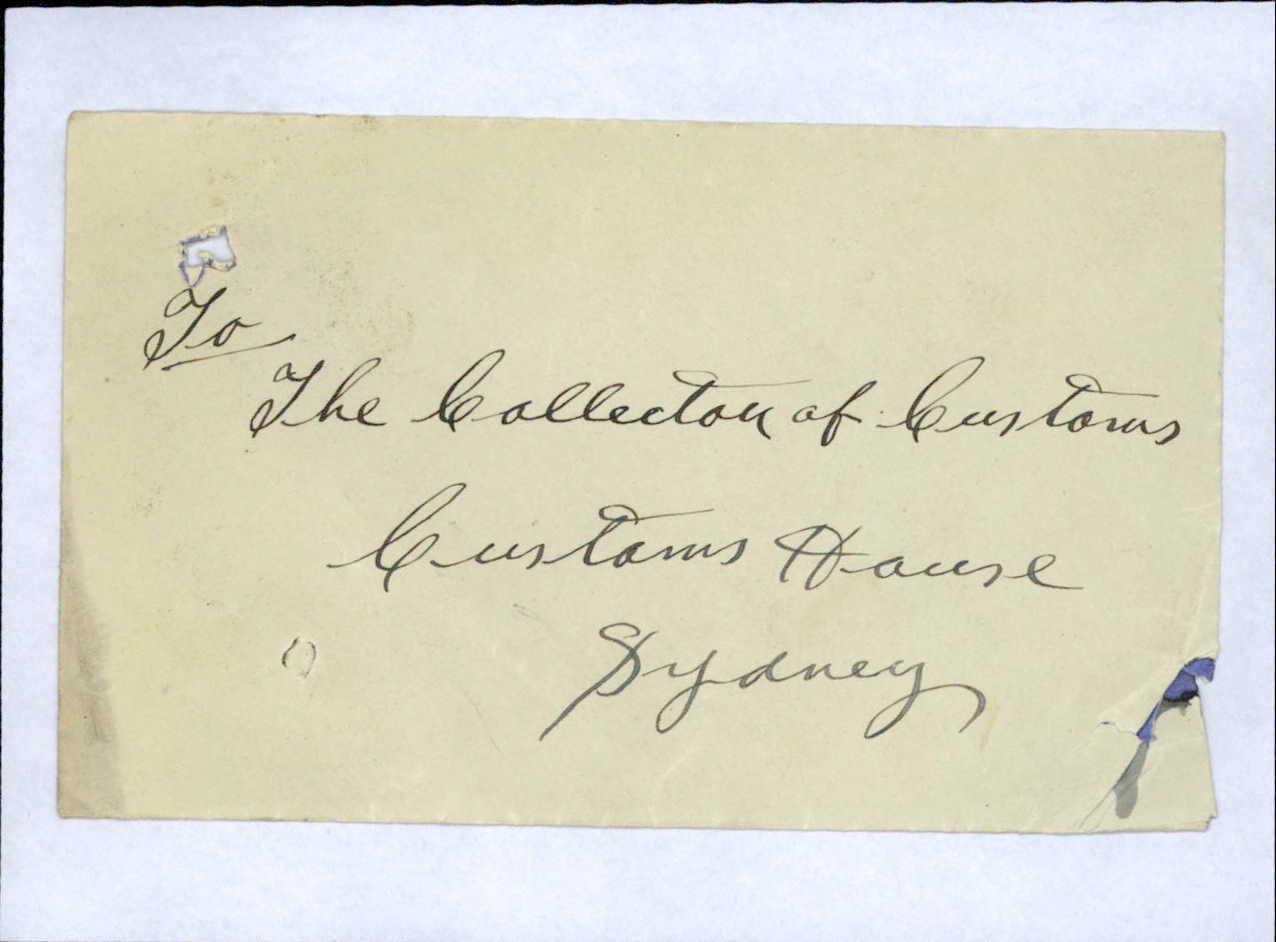 To
The Collector of Customs
Customs House
Sydney